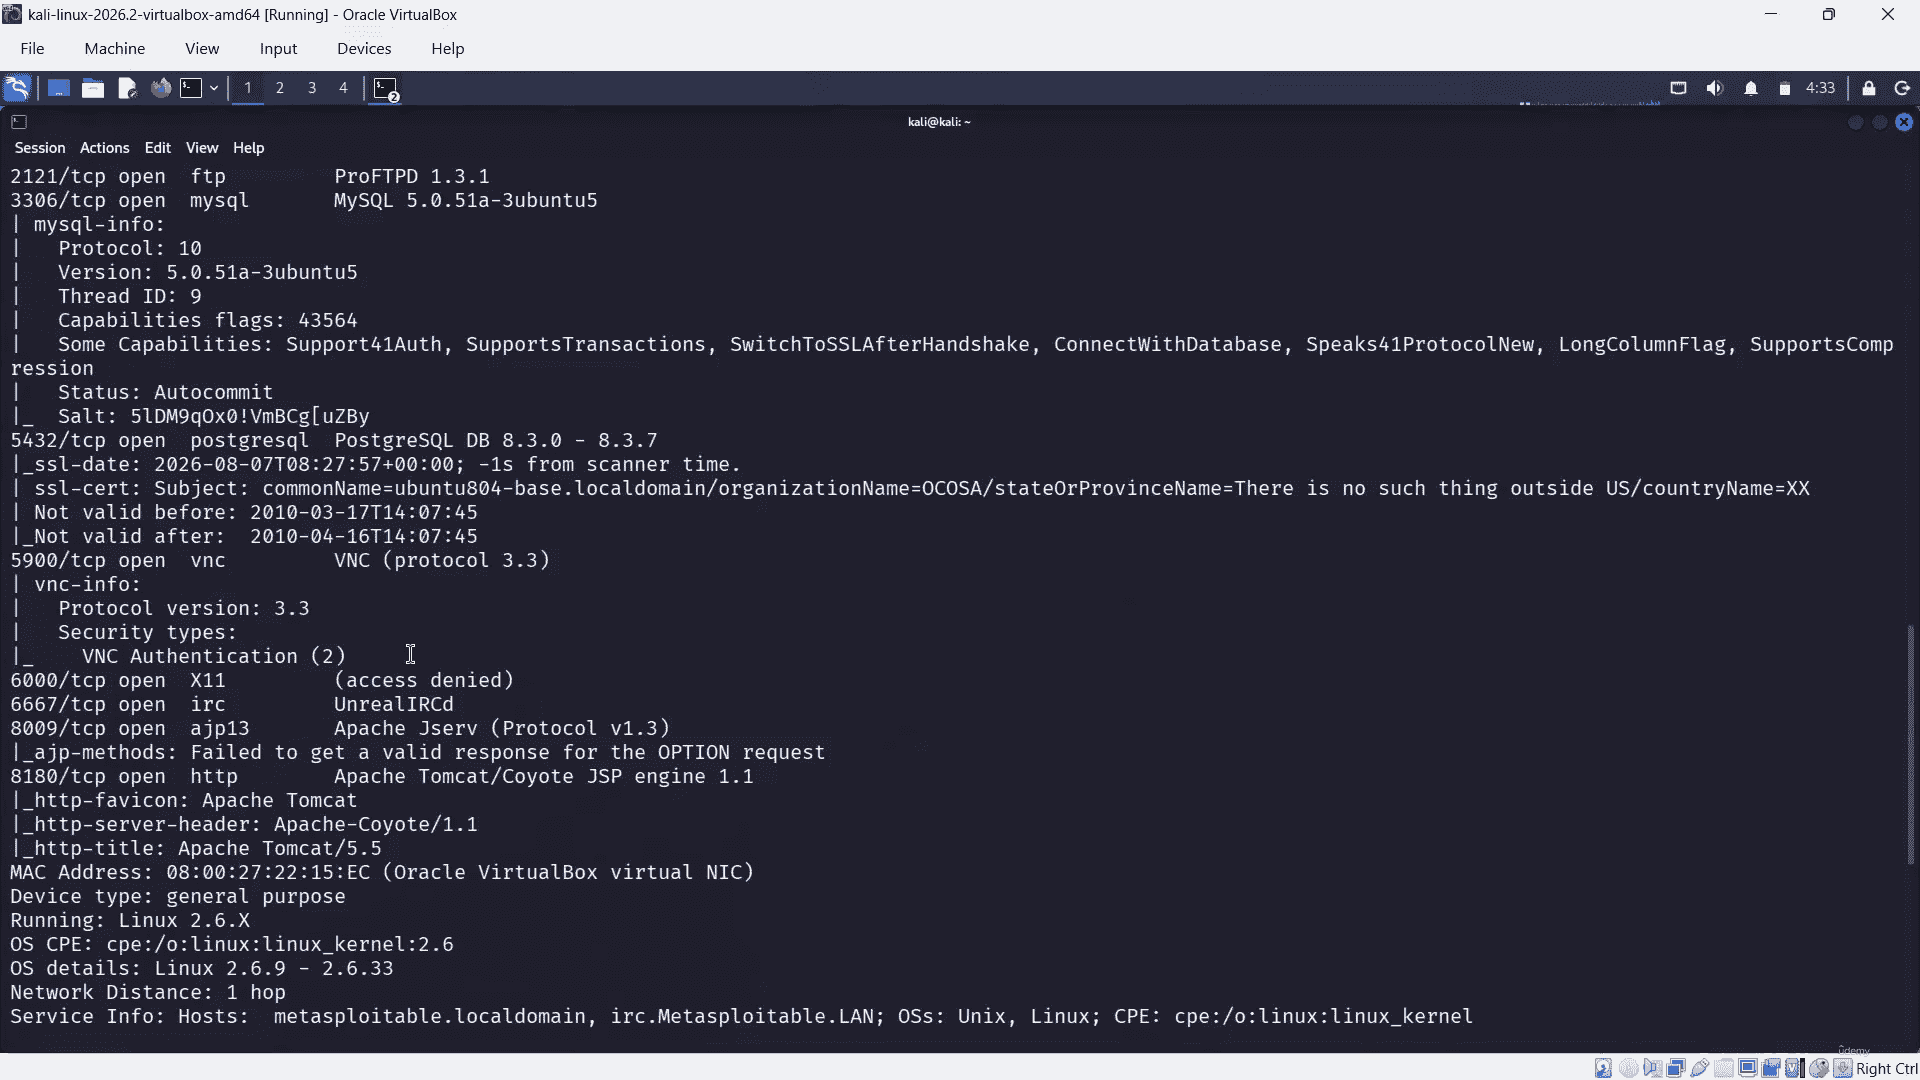 kali-linux-2026.2-virtualbox-amd64 [Running] - Oracle VirtualBox
File Machine View Input Devices Help
1 2 3 4 2 4:33
kali@kali: ~
Session Actions Edit View Help
2121/tcp open ftp ProFTPD 1.3.1
3306/tcp open mysql MySQL 5.0.51a-3ubuntu5
| mysql-info:
| Protocol: 10
| Version: 5.0.51a-3ubuntu5
| Thread ID: 9
| Capabilities flags: 43564
| Some Capabilities: Support41Auth, SupportsTransactions, SwitchToSSLAfterHandshake, ConnectWithDatabase, Speaks41ProtocolNew, LongColumnFlag, SupportsComp
ression
| Status: Autocommit
|_ Salt: 5lDM9qOx0!VmBCg[uZBy
5432/tcp open postgresql PostgreSQL DB 8.3.0 - 8.3.7
|_ssl-date: 2026-08-07T08:27:57+00:00; -1s from scanner time.
| ssl-cert: Subject: commonName=ubuntu804-base.localdomain/organizationName=OCOSA/stateOrProvinceName=There is no such thing outside US/countryName=XX
| Not valid before: 2010-03-17T14:07:45
|_Not valid after: 2010-04-16T14:07:45
5900/tcp open vnc VNC (protocol 3.3)
| vnc-info:
| Protocol version: 3.3
| Security types:
|_ VNC Authentication (2)
6000/tcp open X11 (access denied)
6667/tcp open irc UnrealIRCd
8009/tcp open ajp13 Apache Jserv (Protocol v1.3)
|_ajp-methods: Failed to get a valid response for the OPTION request
8180/tcp open http Apache Tomcat/Coyote JSP engine 1.1
|_http-favicon: Apache Tomcat
|_http-server-header: Apache-Coyote/1.1
|_http-title: Apache Tomcat/5.5
MAC Address: 08:00:27:22:15:EC (Oracle VirtualBox virtual NIC)
Device type: general purpose
Running: Linux 2.6.X
OS CPE: cpe:/o:linux:linux_kernel:2.6
OS details: Linux 2.6.9 - 2.6.33
Network Distance: 1 hop
Service Info: Hosts: metasploitable.localdomain, irc.Metasploitable.LAN; OSs: Unix, Linux; CPE: cpe:/o:linux:linux_kernel
udemy
Right Ctrl